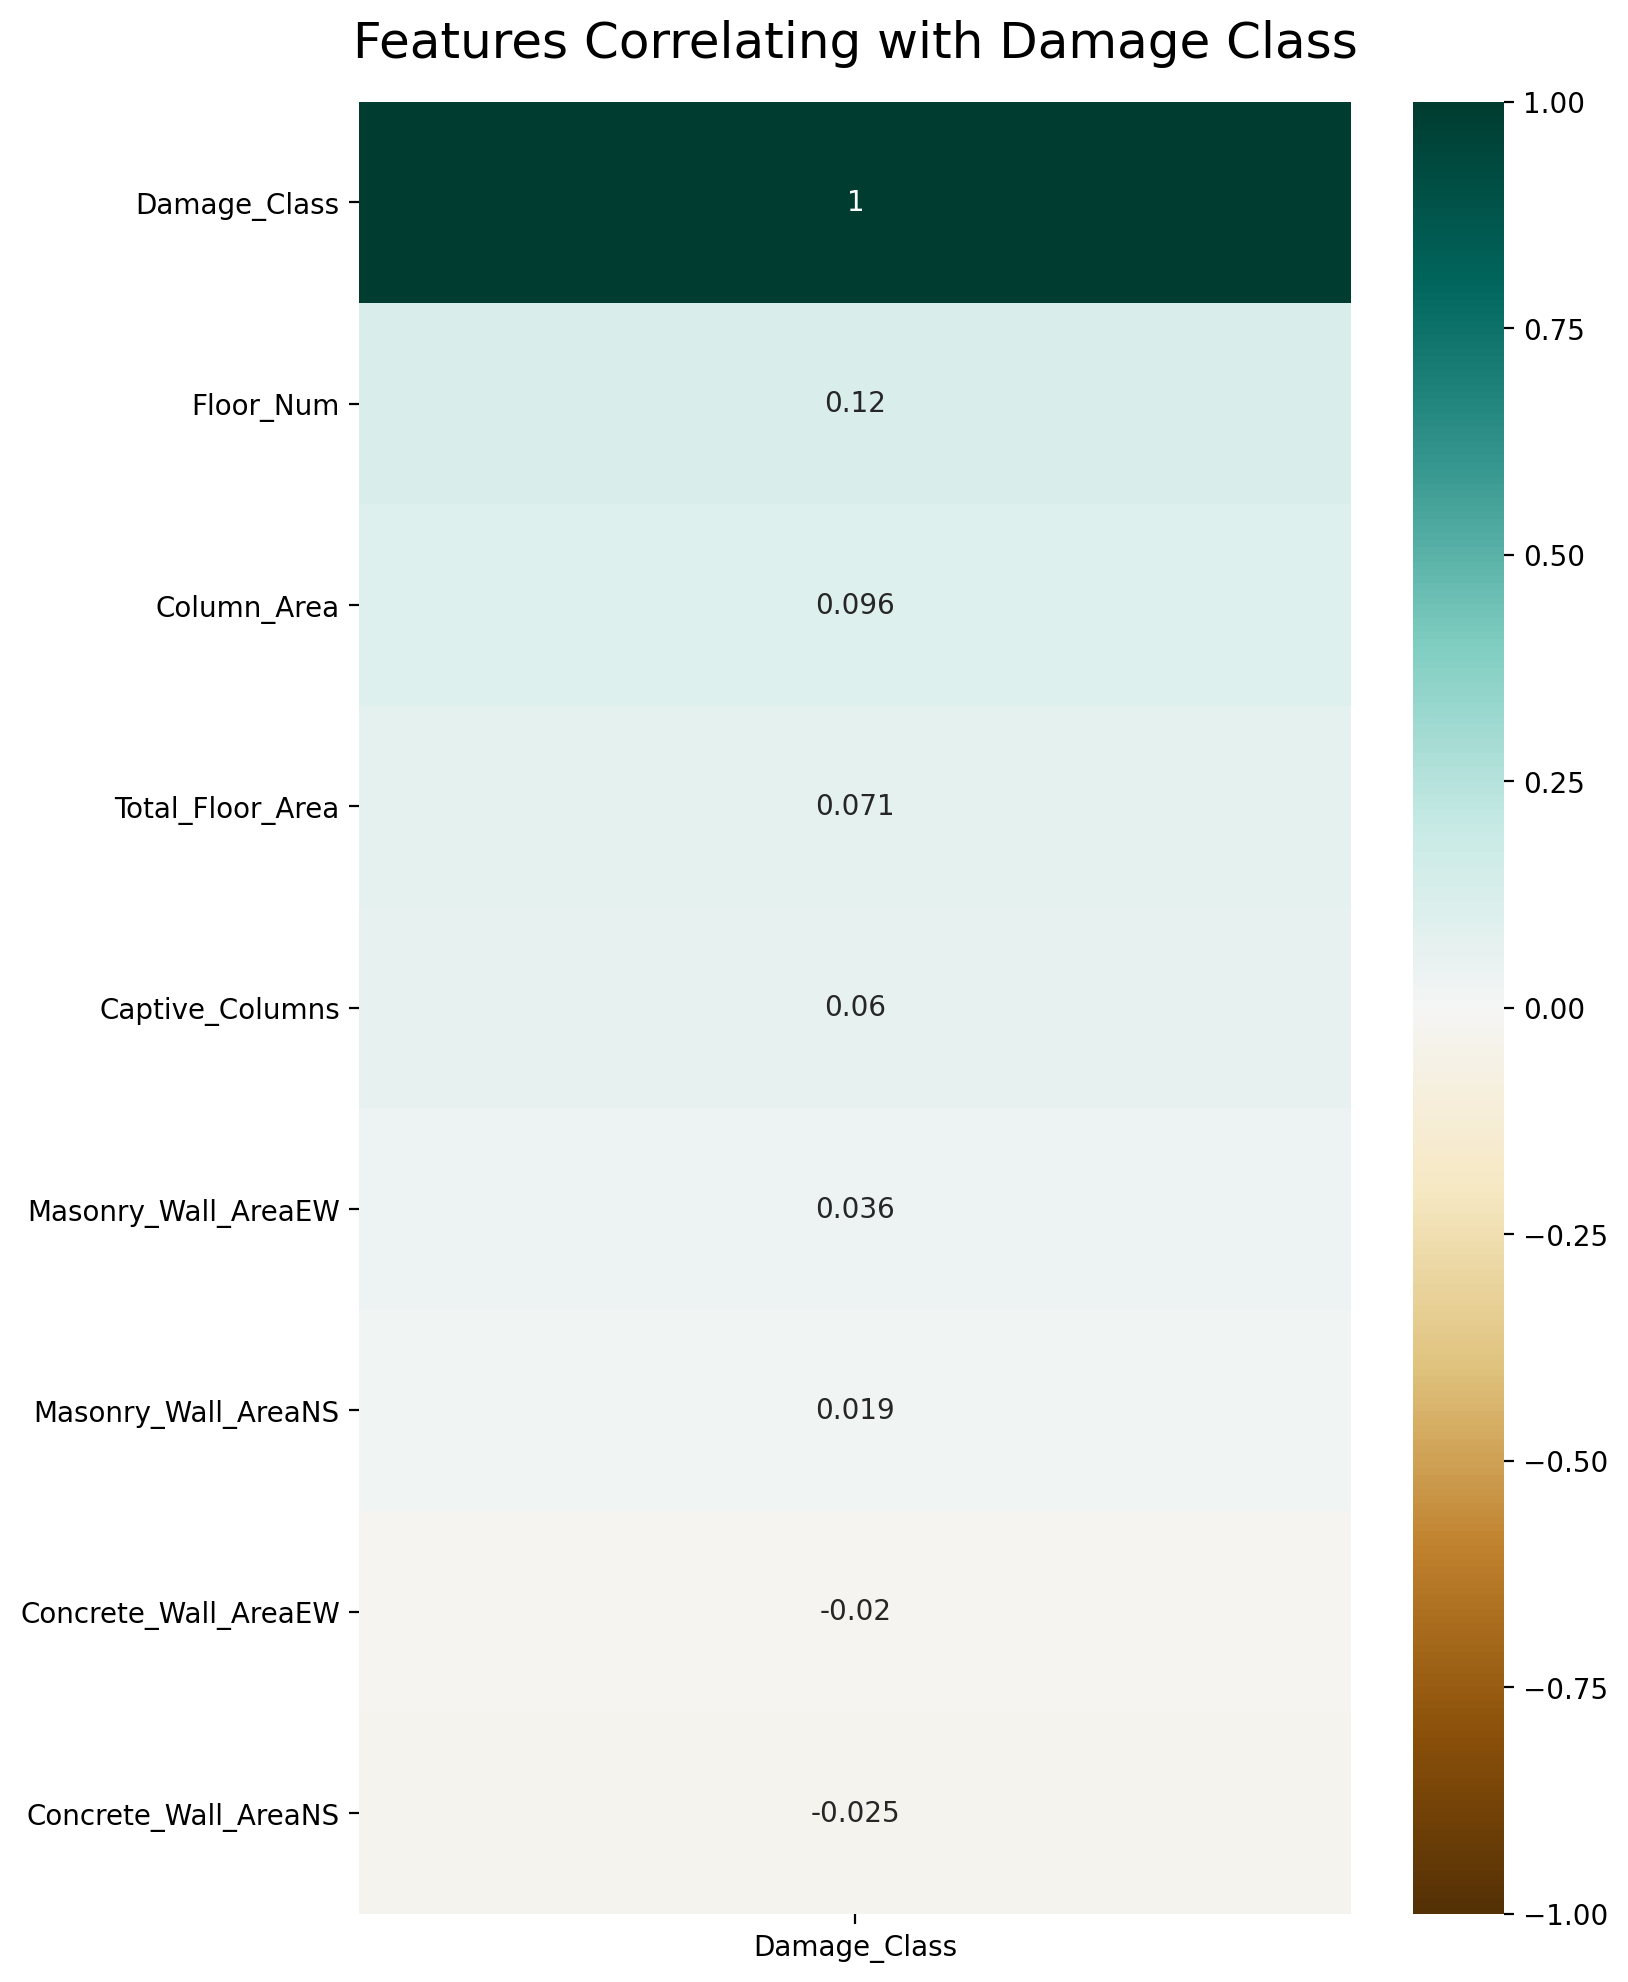 Features Correlating with Damage Class
Damage_Class
1
Floor_Num
0.12
Column_Area
0.096
Total_Floor_Area
0.071
Captive_Columns
0.06
Masonry_Wall_AreaEW
0.036
Masonry_Wall_AreaNS
0.019
Concrete_Wall_AreaEW
-0.02
Concrete_Wall_AreaNS
-0.025
Damage_Class
1.00
0.75
0.50
0.25
0.00
−0.25
−0.50
−0.75
−1.00